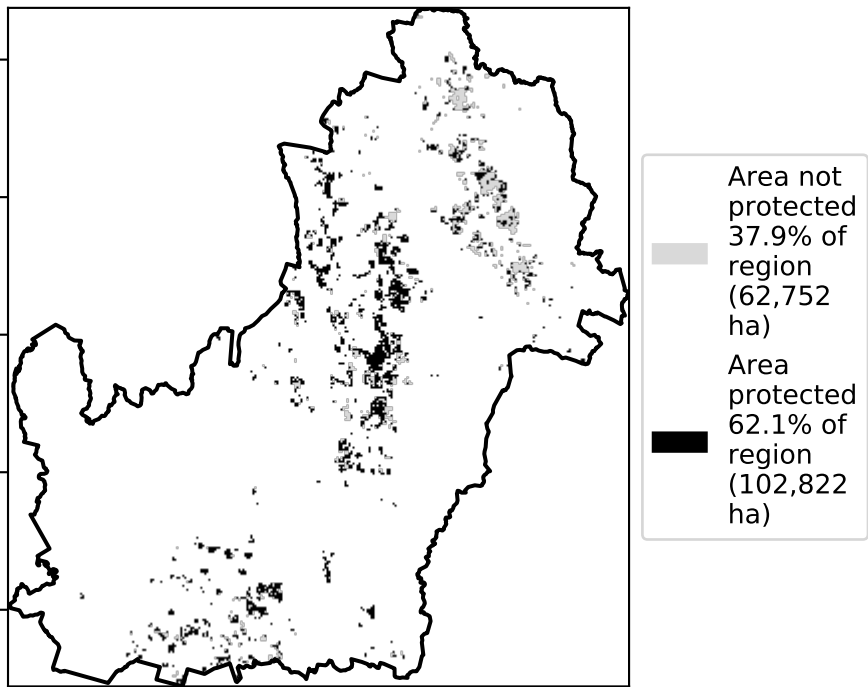 Area not
protected
37.9% of
region
(62,752
ha)
Area
protected
62.1% of
region
(102,822
ha)